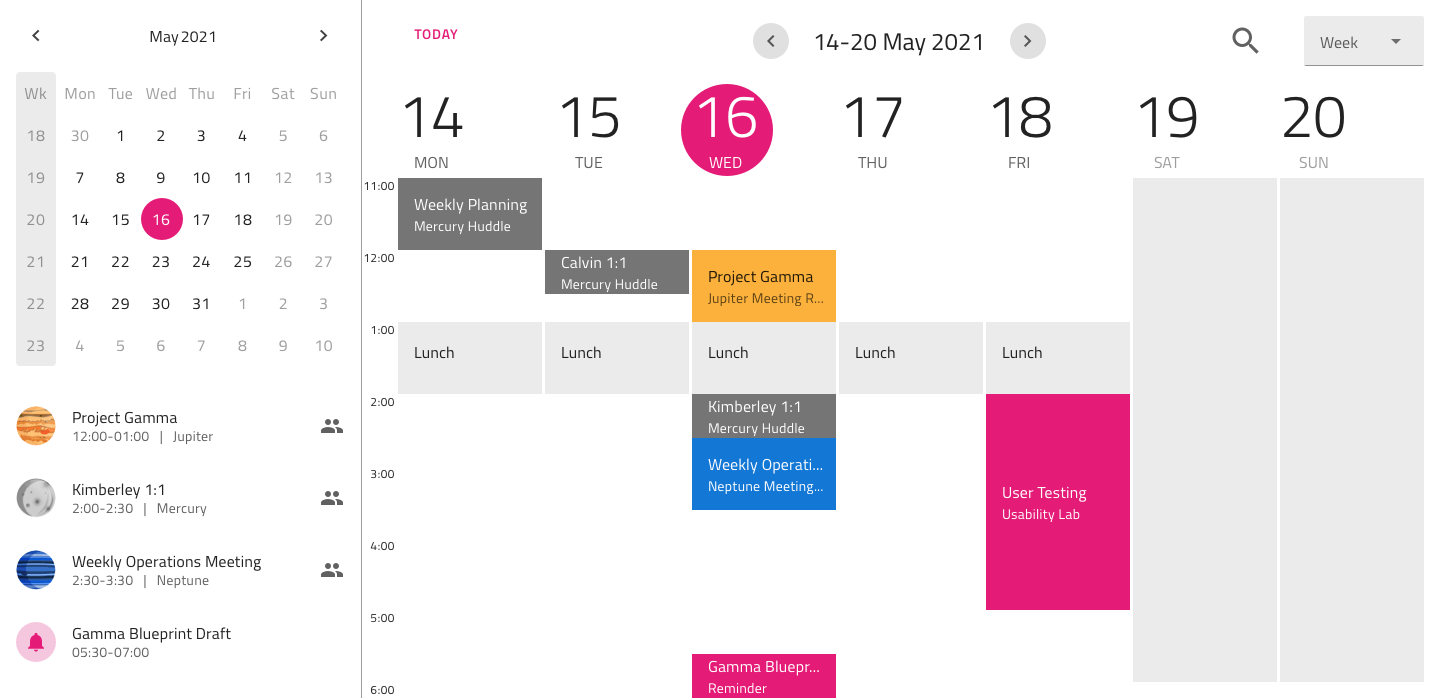 May 2021
Wk Mon Tue Wed Thu Fri Sat Sun
18 30 1 2 3 4 5 6
19 7 8 9 10 11 12 13
20 14 15 16 17 18 19 20
21 21 22 23 24 25 26 27
22 28 29 30 31 1 2 3
23 4 5 6 7 8 9 10
Project Gamma
12:00-01:00 | Jupiter
Kimberley 1:1
2:00-2:30 | Mercury
Weekly Operations Meeting
2:30-3:30 | Neptune
Gamma Blueprint Draft
05:30-07:00
TODAY
14-20 May 2021
Week
14 15 16 17 18 19 20
MON TUE WED THU FRI SAT SUN
11:00
Weekly Planning
Mercury Huddle
12:00
Calvin 1:1
Mercury Huddle
Project Gamma
Jupiter Meeting R...
1:00
Lunch Lunch Lunch Lunch Lunch
2:00
Kimberley 1:1
Mercury Huddle
Weekly Operati...
Neptune Meeting...
3:00
User Testing
Usability Lab
4:00
5:00
Gamma Bluepr...
Reminder
6:00